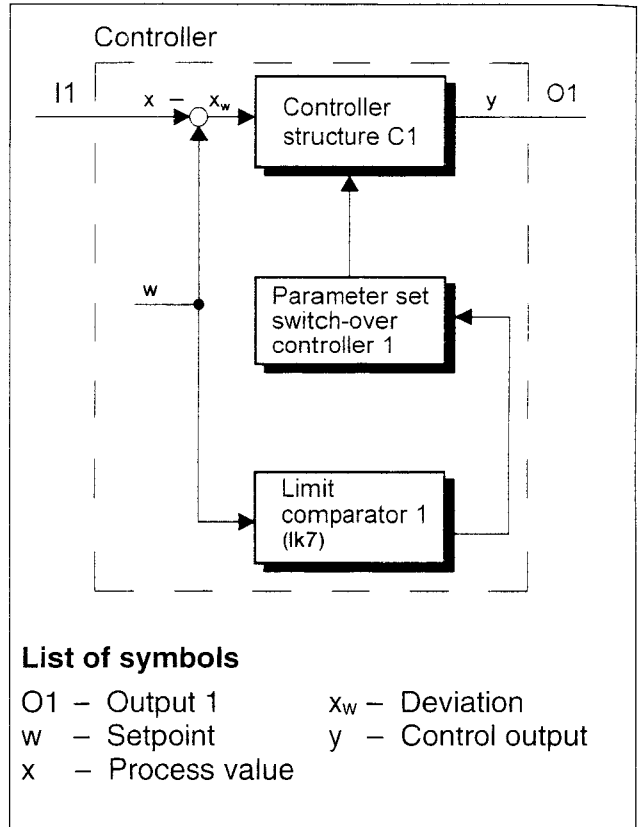 Controller
I1 x – xw Controller structure C1 y O1
w
Parameter set
switch-over
controller 1
Limit
comparator 1
(lk7)
List of symbols
O1 – Output 1
w – Setpoint
x – Process value
xw – Deviation
y – Control output